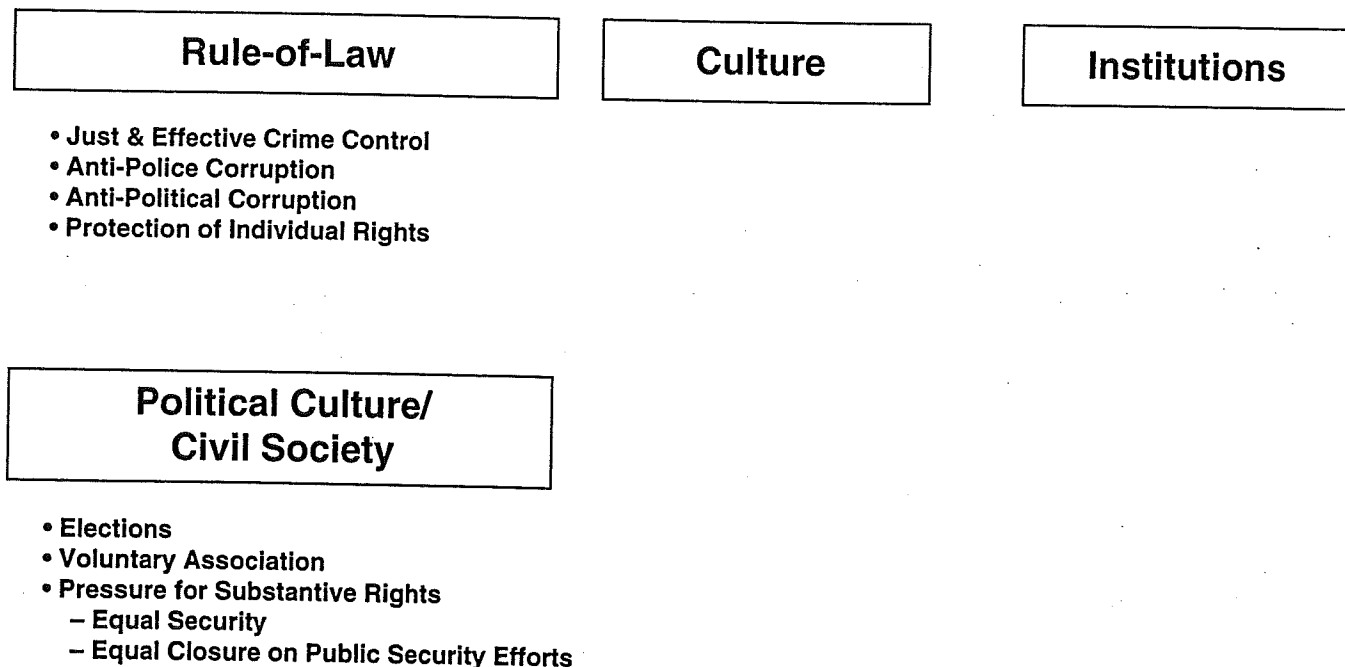 Rule-of-Law
Culture
Institutions
• Just & Effective Crime Control
• Anti-Police Corruption
• Anti-Political Corruption
• Protection of Individual Rights
Political Culture/
Civil Society
• Elections
• Voluntary Association
• Pressure for Substantive Rights
– Equal Security
– Equal Closure on Public Security Efforts